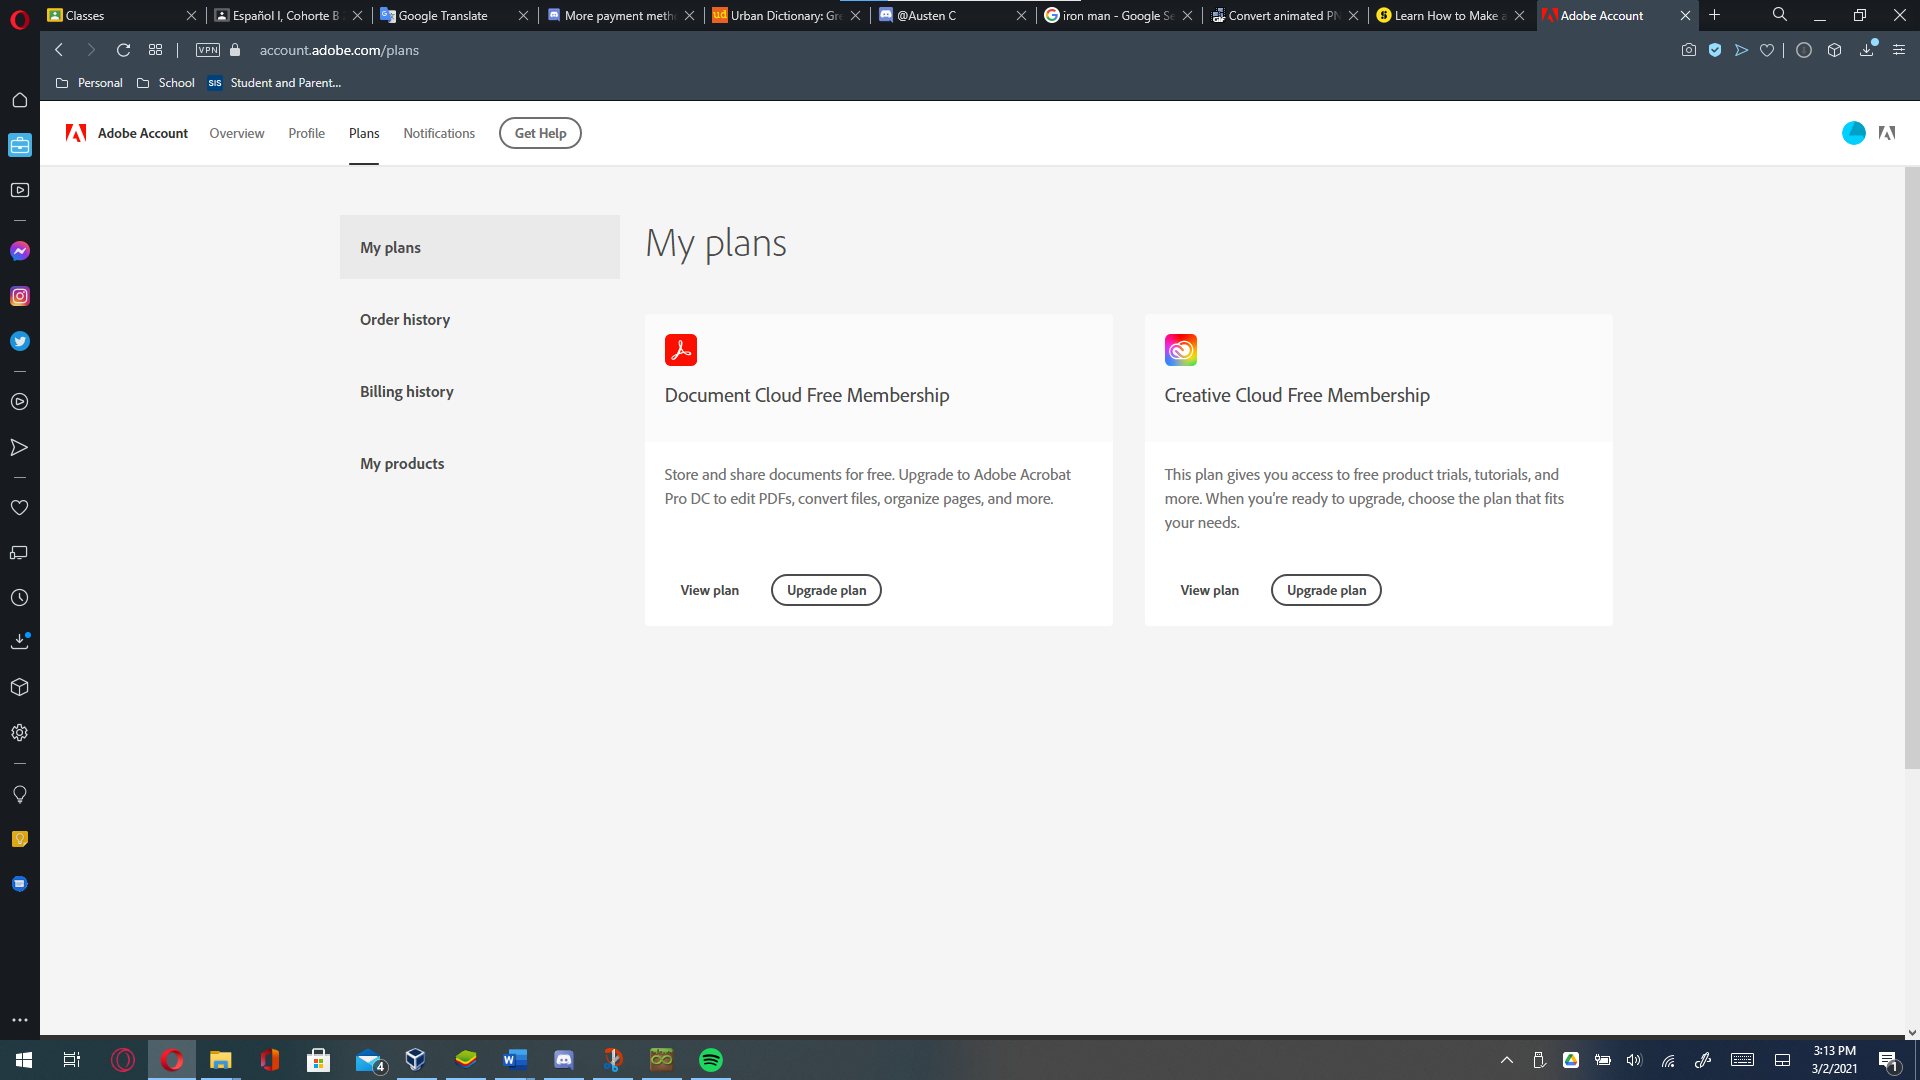 Classes
Español I, Cohorte B
Google Translate
More payment meth
Urban Dictionary: Gre
@Austen C
iron man - Google Se
Convert animated PN
Learn How to Make a
Adobe Account
VPN
account.adobe.com/plans
Personal
School
SIS
Student and Parent...
Adobe Account
Overview
Profile
Plans
Notifications
Get Help
My plans
Order history
Billing history
My products
My plans
Document Cloud Free Membership
Store and share documents for free. Upgrade to Adobe Acrobat
Pro DC to edit PDFs, convert files, organize pages, and more.
View plan
Upgrade plan
Creative Cloud Free Membership
This plan gives you access to free product trials, tutorials, and
more. When you’re ready to upgrade, choose the plan that fits
your needs.
View plan
Upgrade plan
4
3:13 PM
3/2/2021
1